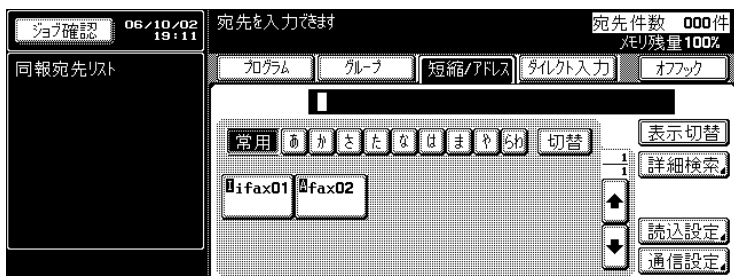 ジョブ確認 06/10/02 19:11
宛先を入力できます
宛先件数 000件
メモリ残量100%
同報宛先リスト
プログラム グループ 短縮/アドレス ダイレクト入力 オフフック
常用 あ か さ た な は ま や らわ 切替
表示切替
1/1
詳細検索
I ifax01 A fax02
読込設定
通信設定